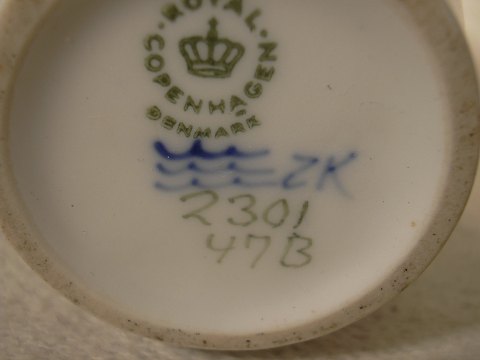 ROYAL
COPENHAGEN
DENMARK
ZK
2301
47B